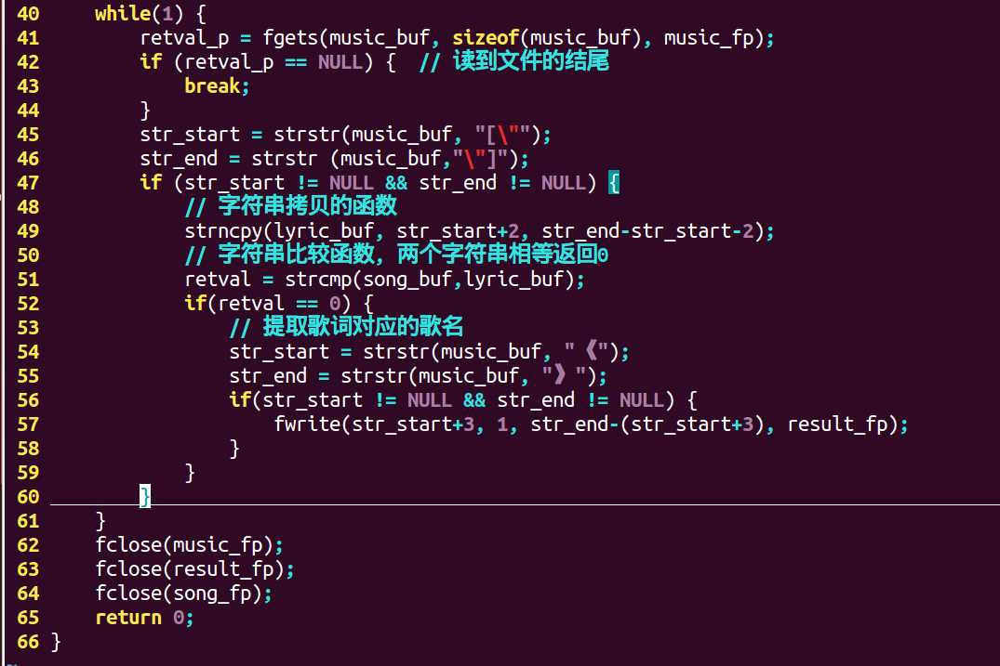 40     while(1) {
41         retval_p = fgets(music_buf, sizeof(music_buf), music_fp);
42         if (retval_p == NULL) {  // 读到文件的结尾
43             break;
44         }
45         str_start = strstr(music_buf, "[\"");
46         str_end = strstr (music_buf,"\"]");
47         if (str_start != NULL && str_end != NULL) {
48             // 字符串拷贝的函数
49             strncpy(lyric_buf, str_start+2, str_end-str_start-2);
50             // 字符串比较函数，两个字符串相等返回0
51             retval = strcmp(song_buf,lyric_buf);
52             if(retval == 0) {
53                 // 提取歌词对应的歌名
54                 str_start = strstr(music_buf, "《");
55                 str_end = strstr(music_buf, "》");
56                 if(str_start != NULL && str_end != NULL) {
57                     fwrite(str_start+3, 1, str_end-(str_start+3), result_fp);
58                 }
59             }
60         }
61     }
62     fclose(music_fp);
63     fclose(result_fp);
64     fclose(song_fp);
65     return 0;
66 }